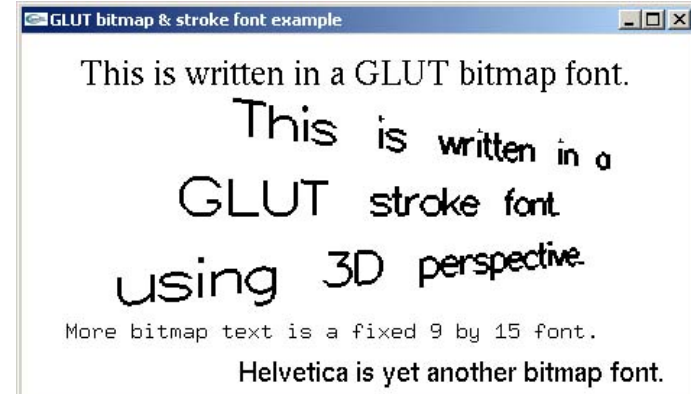 GLUT bitmap & stroke font example
This is written in a GLUT bitmap font.
This is written in a
GLUT stroke font
using 3D perspective.
More bitmap text is a fixed 9 by 15 font.
Helvetica is yet another bitmap font.